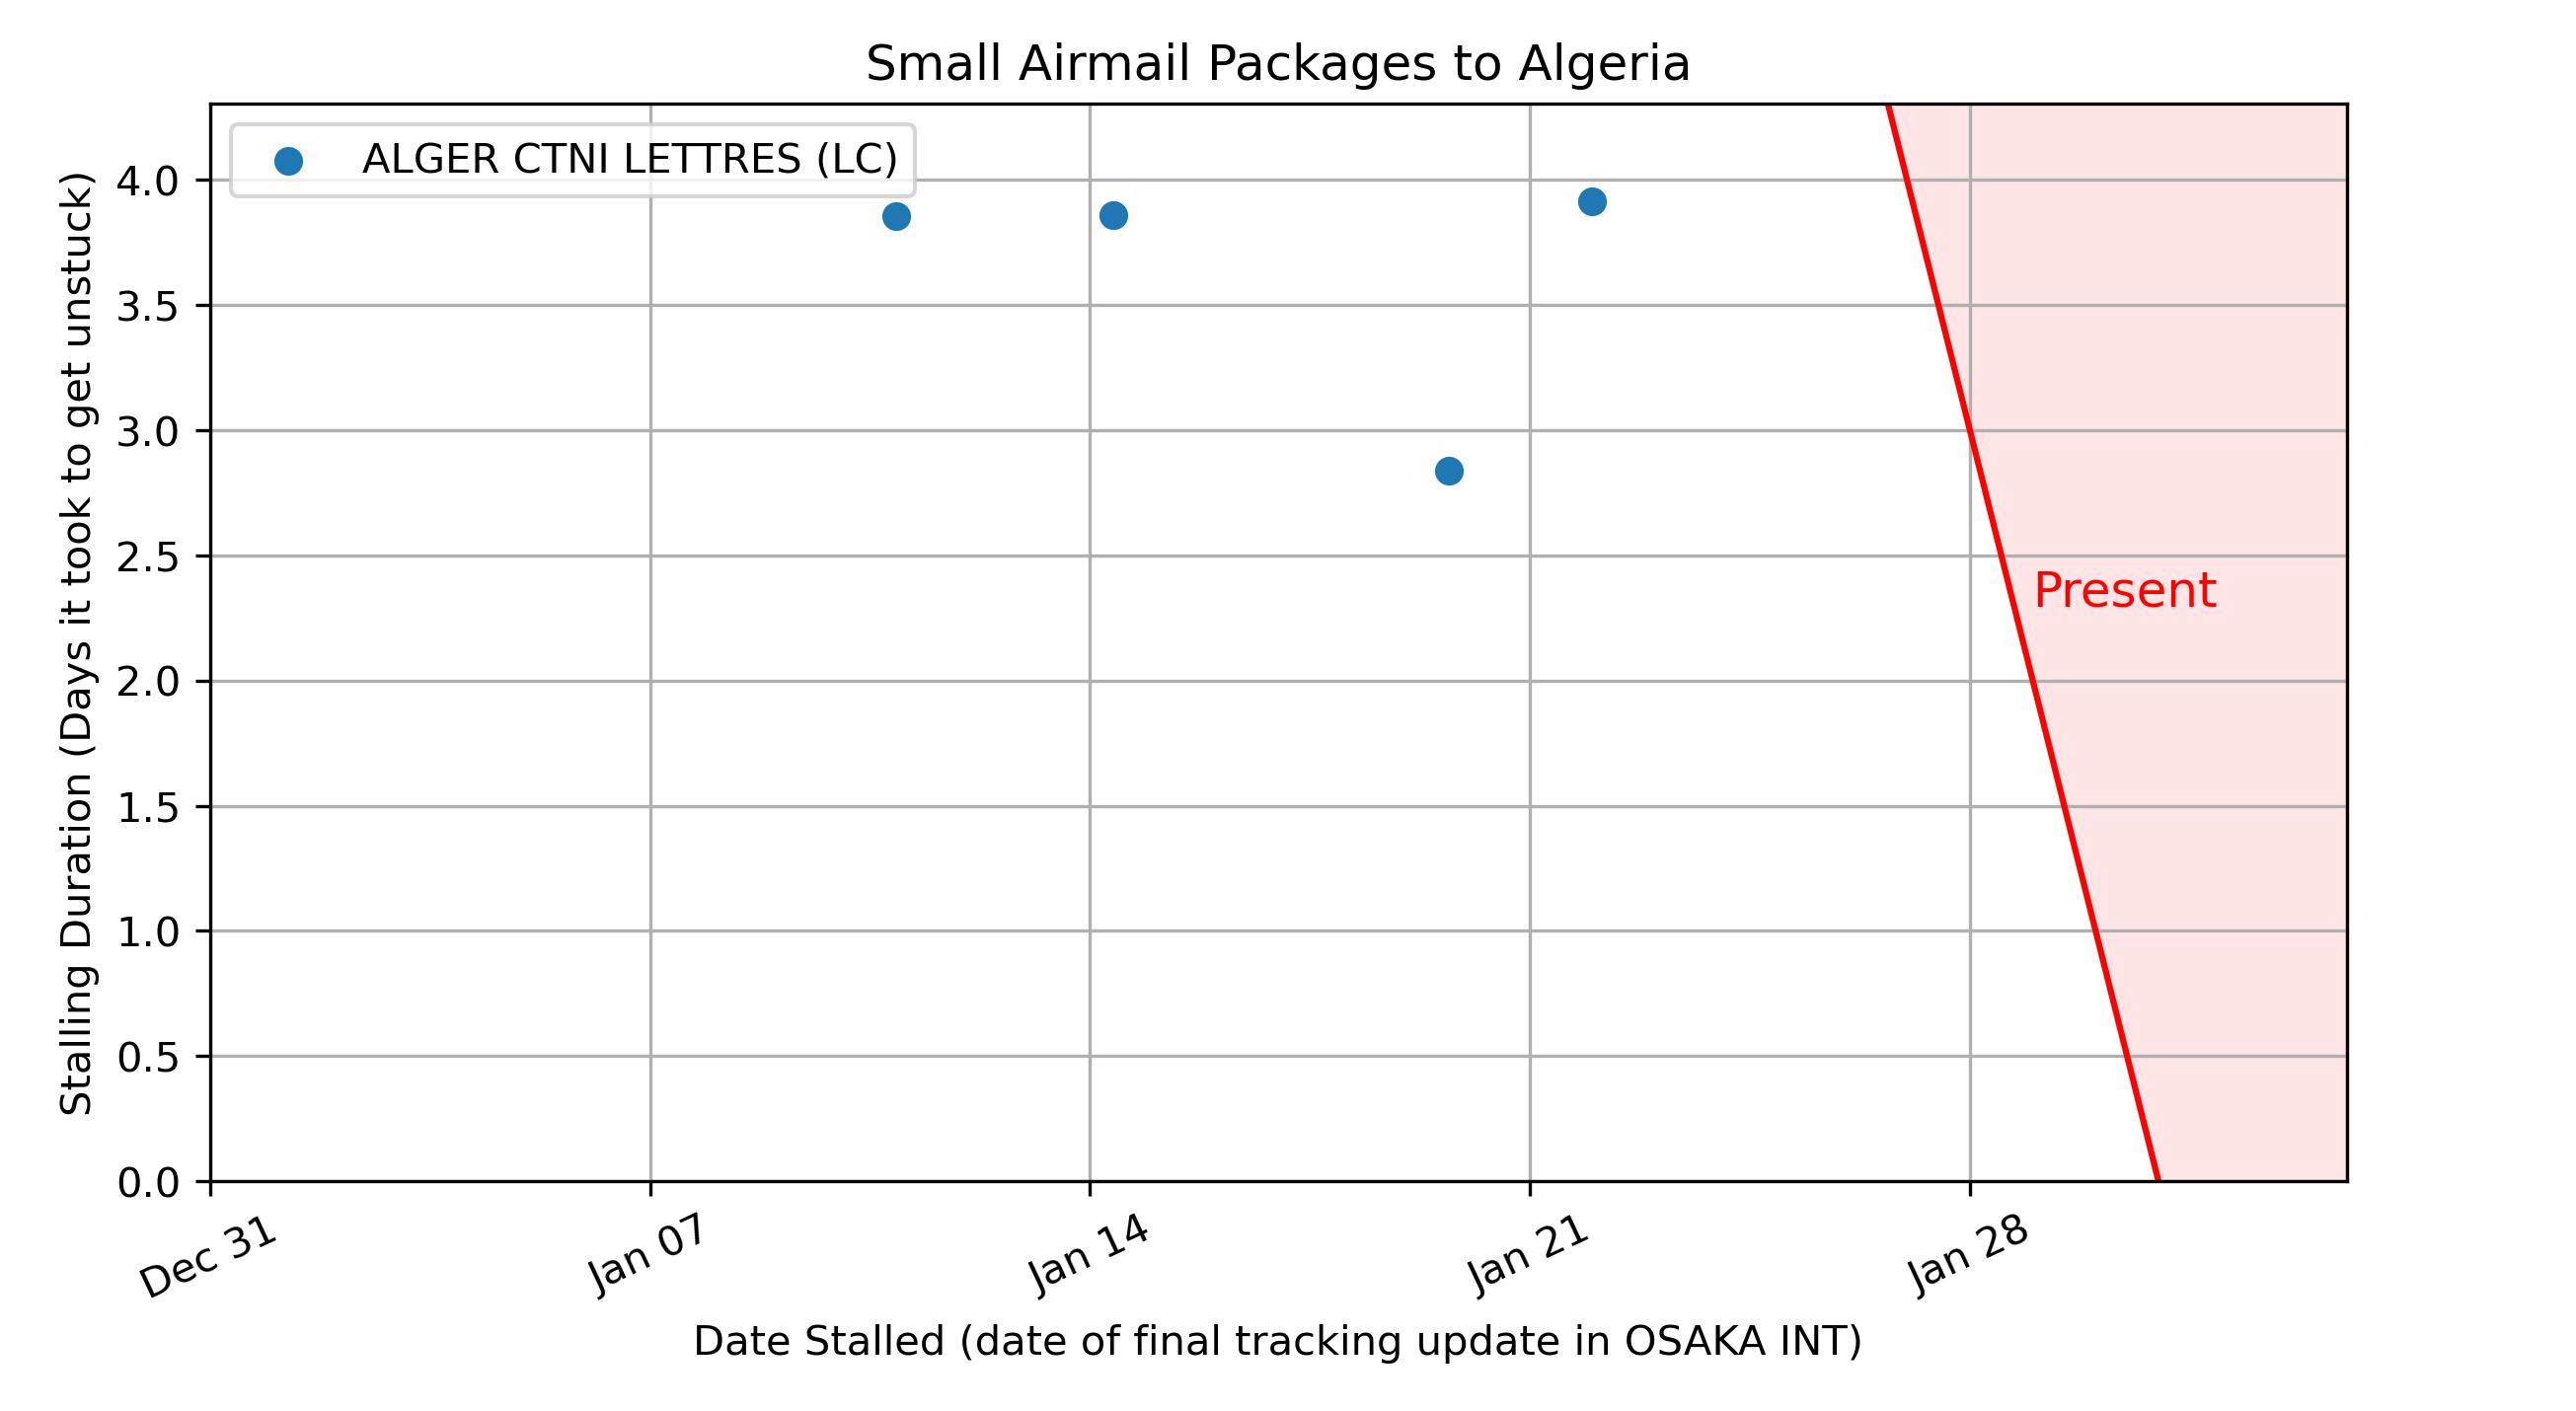 Small Airmail Packages to Algeria
ALGER CTNI LETTRES (LC)
Stalling Duration (Days it took to get unstuck)
4.0
3.5
3.0
2.5
2.0
1.5
1.0
0.5
0.0
Present
Dec 31
Jan 07
Jan 14
Jan 21
Jan 28
Date Stalled (date of final tracking update in OSAKA INT)